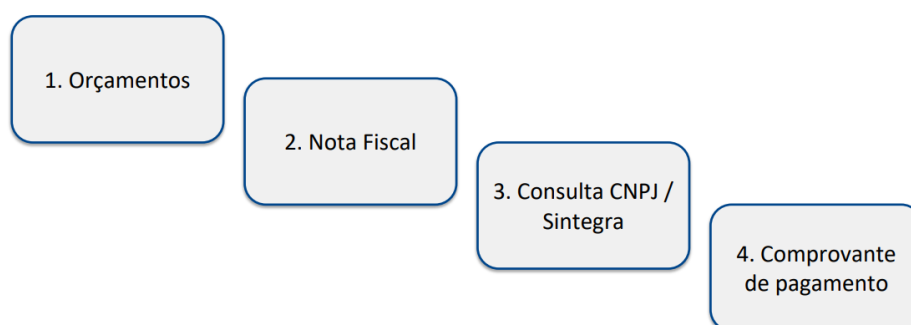 1. Orçamentos
2. Nota Fiscal
3. Consulta CNPJ /
Sintegra
4. Comprovante
de pagamento